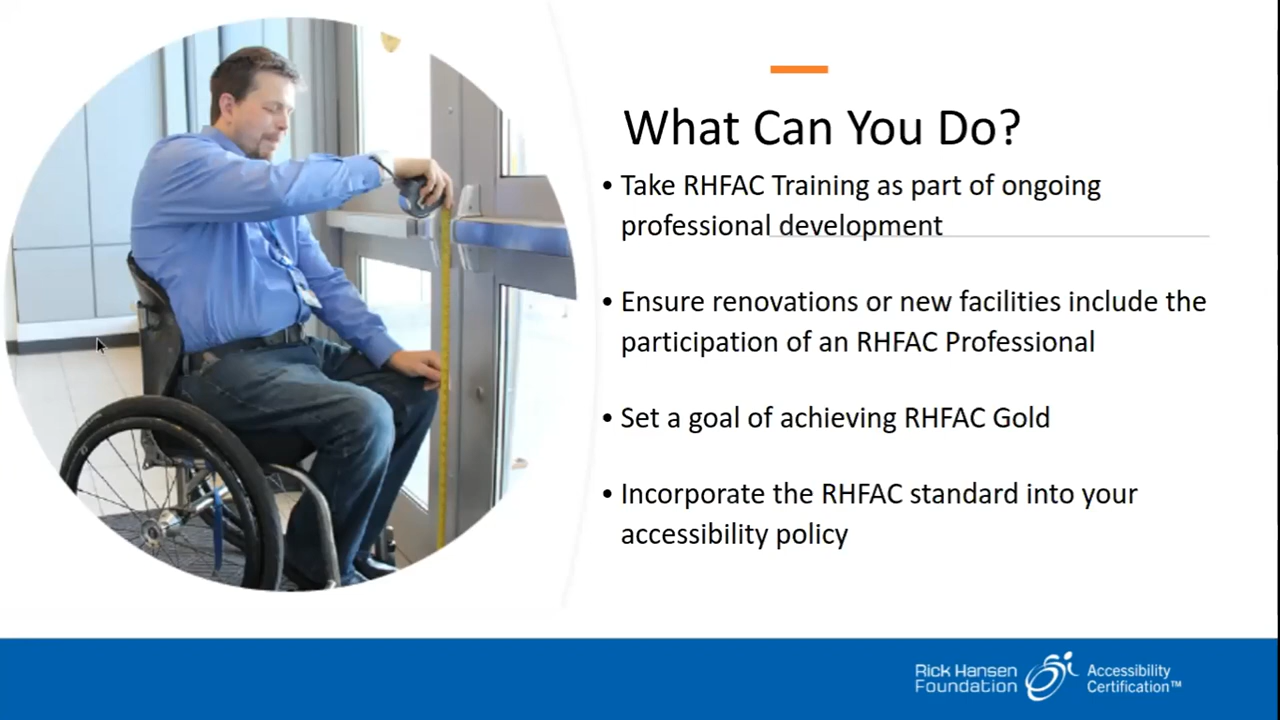 What Can You Do?
• Take RHFAC Training as part of ongoing
professional development
• Ensure renovations or new facilities include the
participation of an RHFAC Professional
• Set a goal of achieving RHFAC Gold
• Incorporate the RHFAC standard into your
accessibility policy
Rick Hansen
Foundation
Accessibility
Certification™